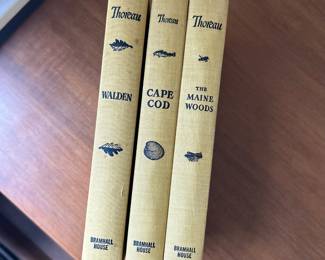 Thoreau
WALDEN
BRAMHALL
HOUSE
Thoreau
CAPE
COD
BRAMHALL
HOUSE
Thoreau
THE
MAINE
WOODS
BRAMHALL
HOUSE